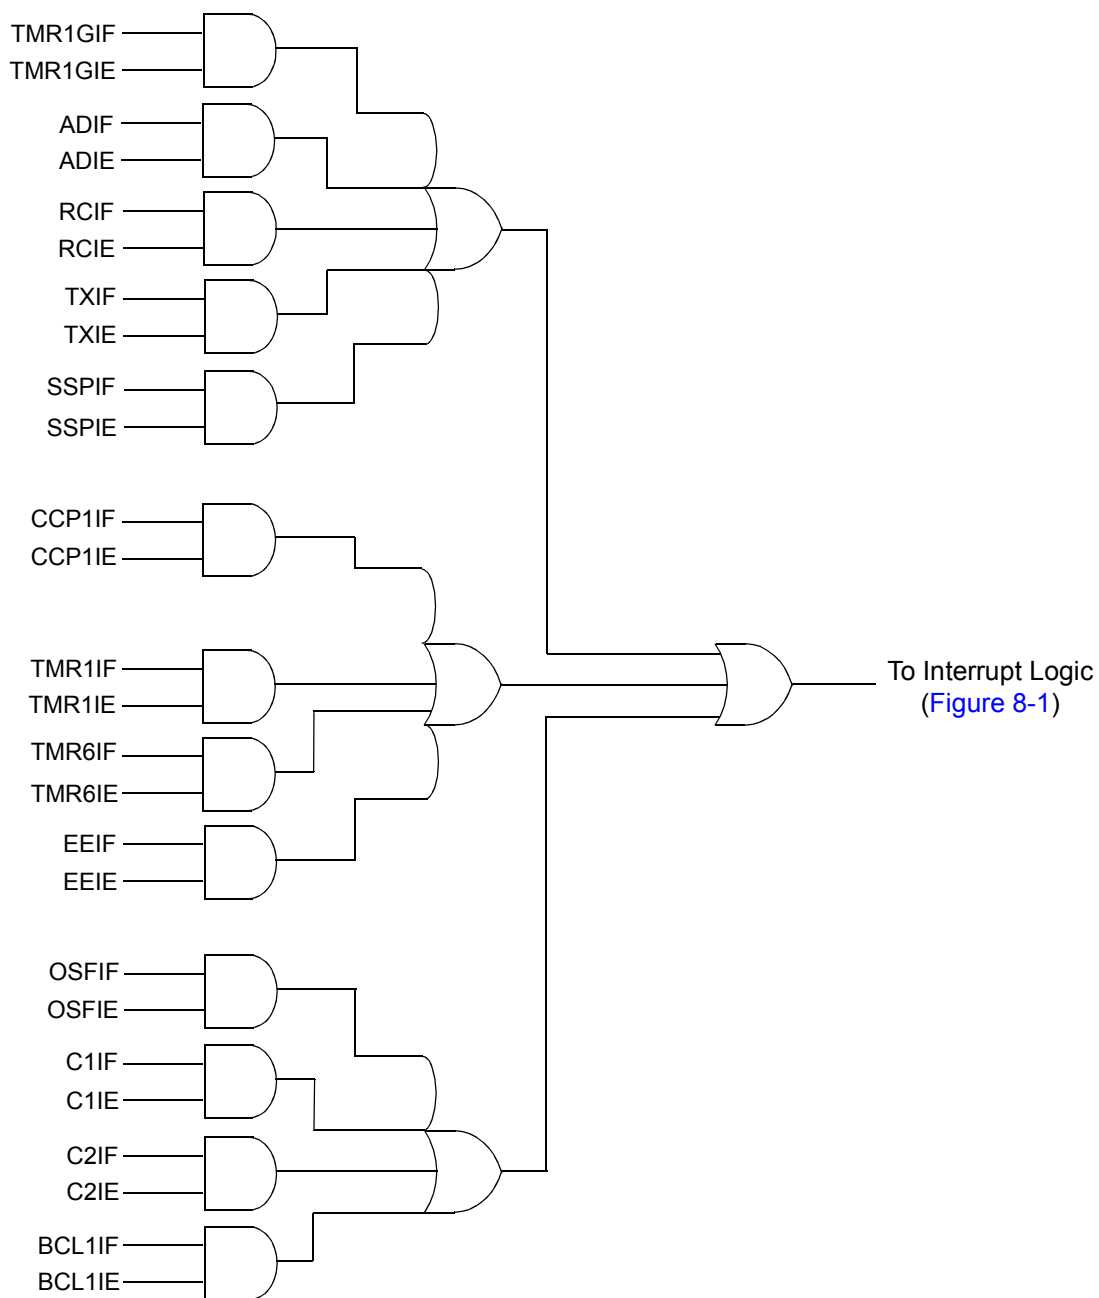 TMR1GIF
TMR1GIE
ADIF
ADIE
RCIF
RCIE
TXIF
TXIE
SSPIF
SSPIE
CCP1IF
CCP1IE
TMR1IF
TMR1IE
TMR6IF
TMR6IE
EEIF
EEIE
OSFIF
OSFIE
C1IF
C1IE
C2IF
C2IE
BCL1IF
BCL1IE
To Interrupt Logic
(Figure 8-1)